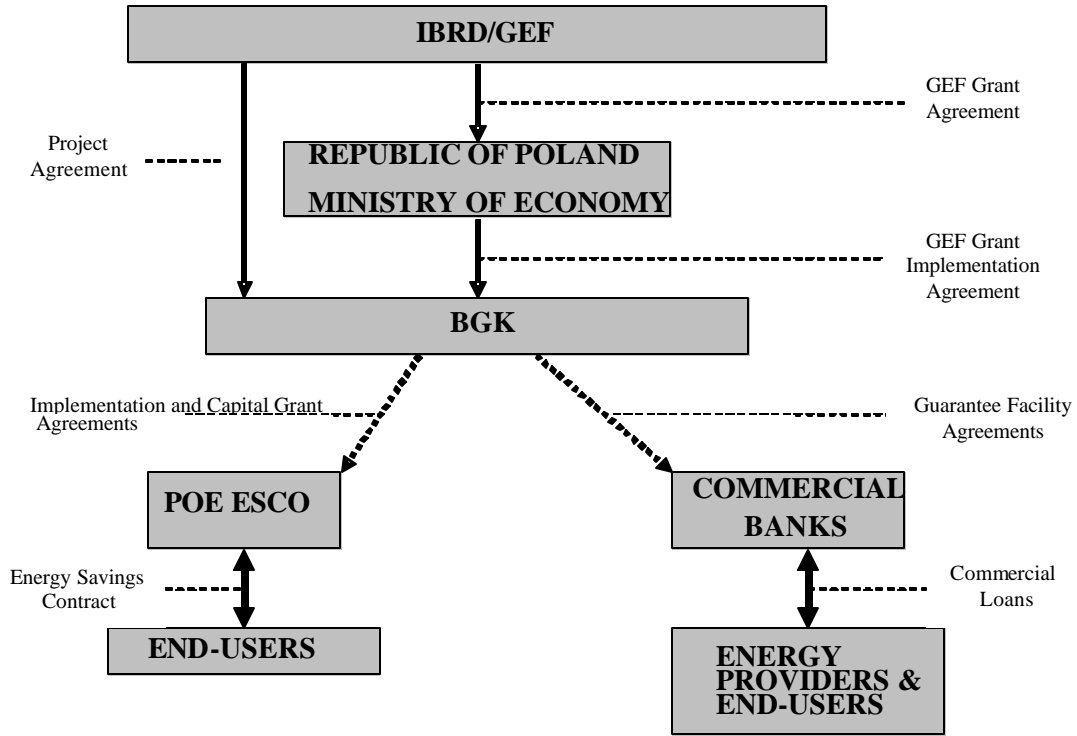 IBRD/GEF
GEF Grant
Agreement
Project
Agreement
REPUBLIC OF POLAND
MINISTRY OF ECONOMY
GEF Grant
Implementation
Agreement
BGK
Implementation and Capital Grant
Agreements
Guarantee Facility
Agreements
POE ESCO
COMMERCIAL
BANKS
Energy Savings
Contract
Commercial
Loans
END-USERS
ENERGY
PROVIDERS &
END-USERS